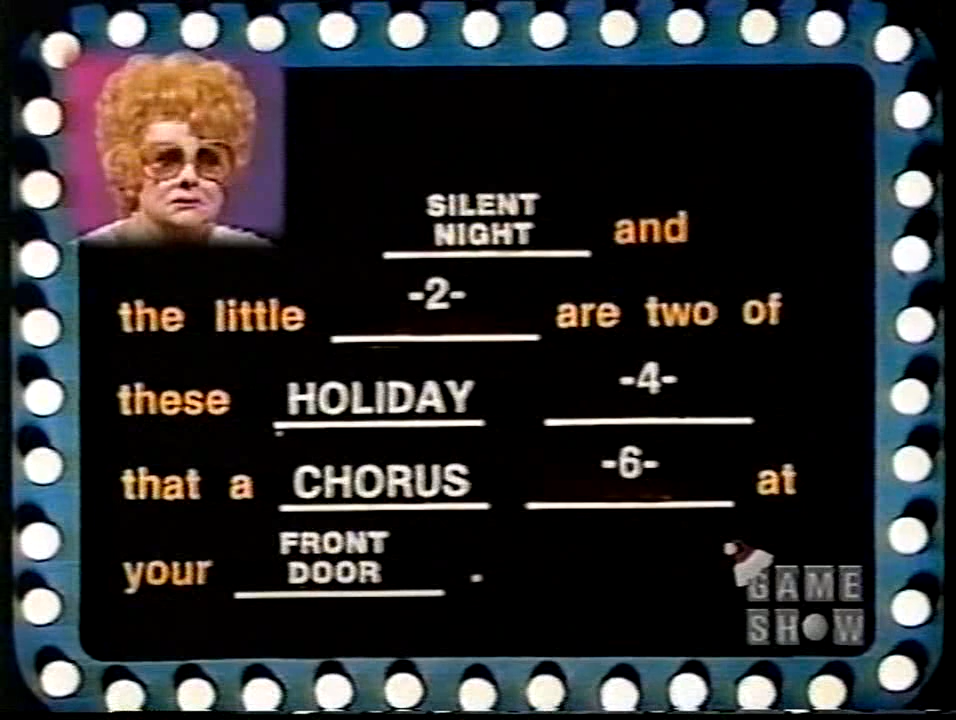 SILENT
NIGHT and
the little -2- are two of
these HOLIDAY -4-
that a CHORUS -6- at
your FRONT
DOOR .
GAME
SHOW